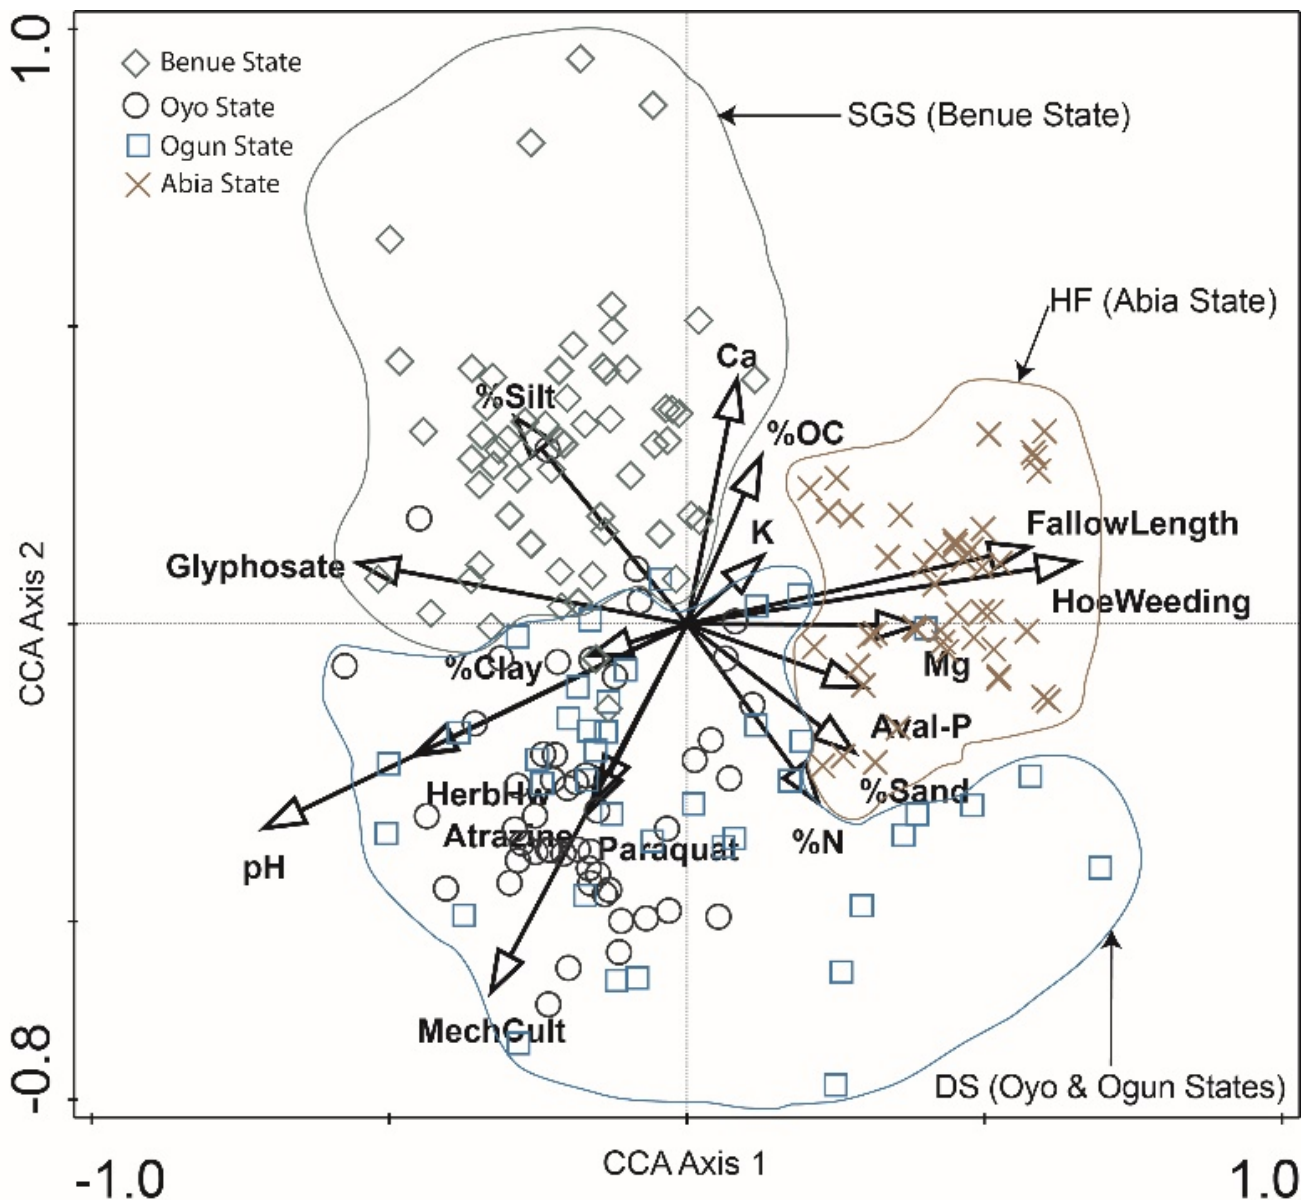 1.0
Benue State
Oyo State
Ogun State
Abia State
SGS (Benue State)
HF (Abia State)
Ca
%Silt
%OC
K
FallowLength
Glyphosate
HoeWeeding
CCA Axis 2
%Clay
Mg
Aval-P
HerbHw
%Sand
Atrazine
Paraquat
%N
pH
MechCult
-0.8
DS (Oyo & Ogun States)
CCA Axis 1
-1.0
1.0